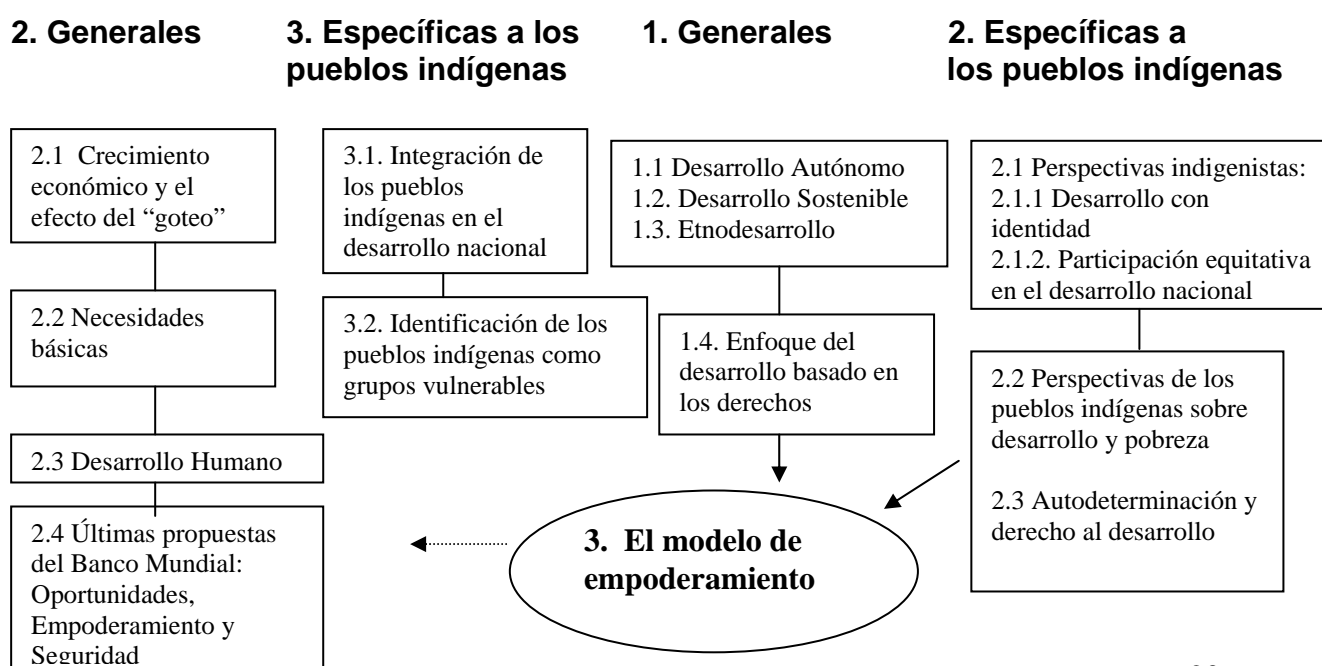 2. Generales
3. Específicas a los
pueblos indígenas
1. Generales
2. Específicas a
los pueblos indígenas
2.1 Crecimiento
económico y el
efecto del “goteo”
2.2 Necesidades
básicas
2.3 Desarrollo Humano
2.4 Últimas propuestas
del Banco Mundial:
Oportunidades,
Empoderamiento y
Seguridad
3.1. Integración de
los pueblos
indígenas en el
desarrollo nacional
3.2. Identificación de los
pueblos indígenas como
grupos vulnerables
1.1 Desarrollo Autónomo
1.2. Desarrollo Sostenible
1.3. Etnodesarrollo
1.4. Enfoque del
desarrollo basado en
los derechos
2.1 Perspectivas indigenistas:
2.1.1 Desarrollo con
identidad
2.1.2. Participación equitativa
en el desarrollo nacional
2.2 Perspectivas de los
pueblos indígenas sobre
desarrollo y pobreza
2.3 Autodeterminación y
derecho al desarrollo
3. El modelo de
empoderamiento